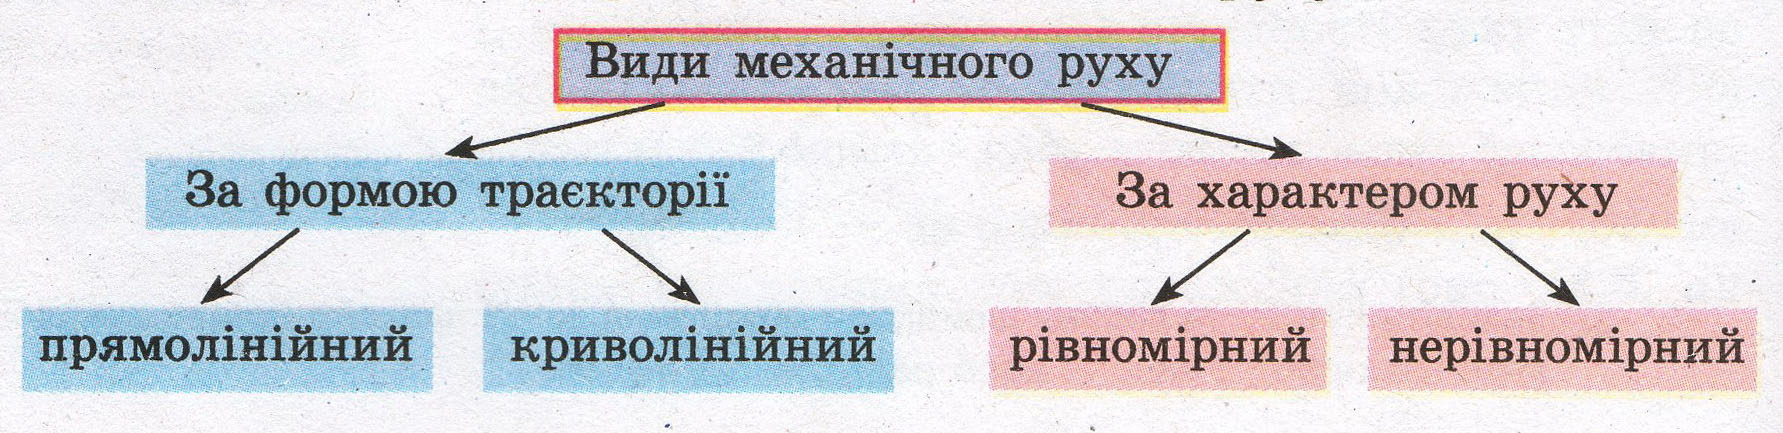 Види механічного руху
За формою траєкторії
За характером руху
прямолінійний
криволінійний
рівномірний
нерівномірний